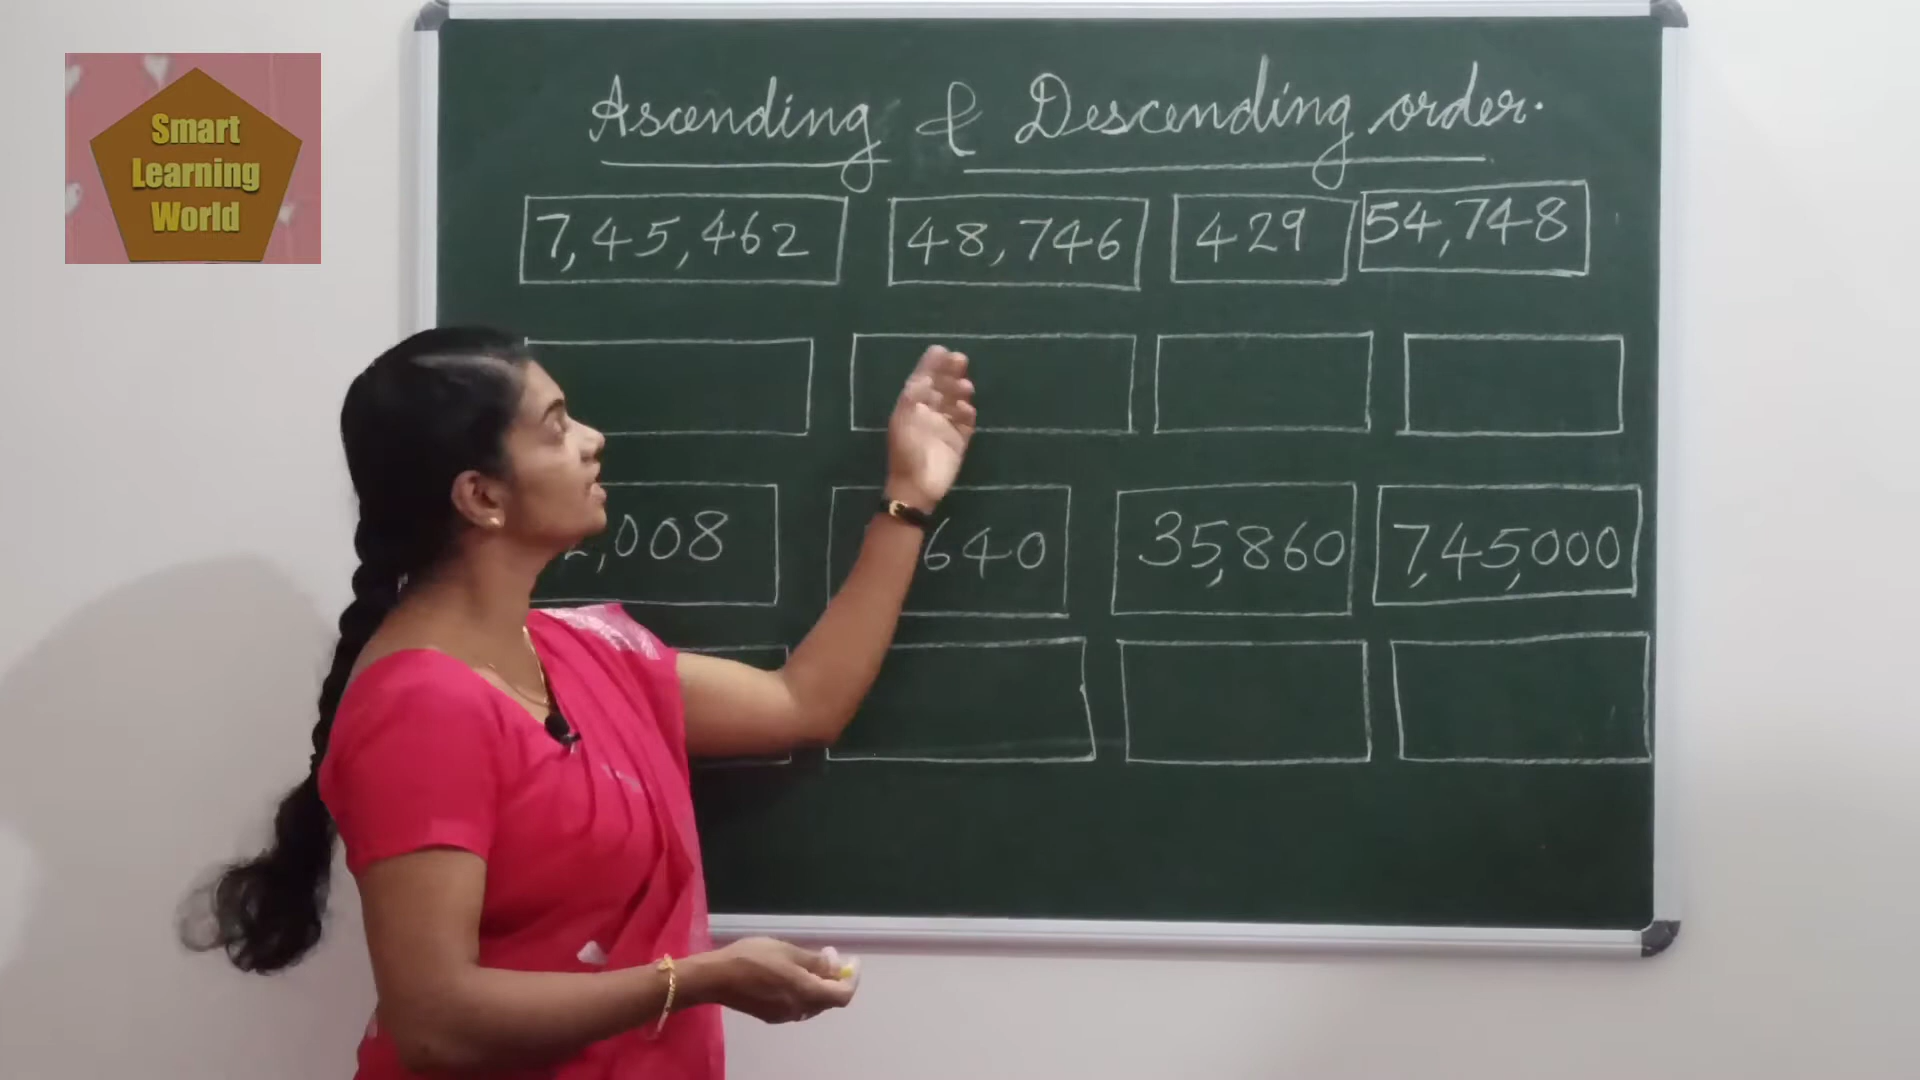 Smart
Learning
World
Ascending & Descending order.
7,45,462 48,746 429 54,748
2,008 640 35,860 7,45,000